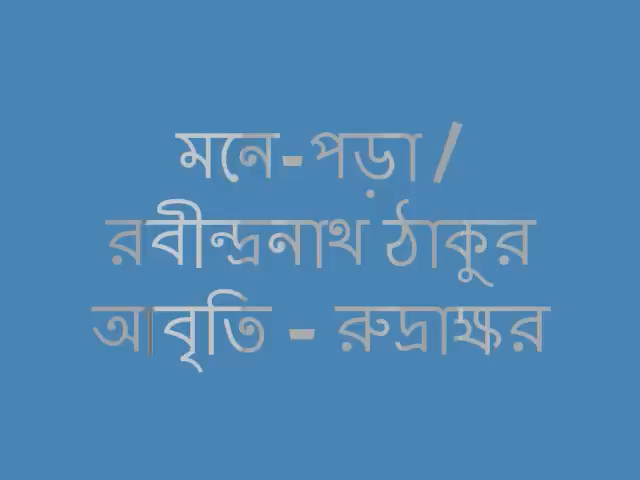 মনে-পড়া /
রবীন্দ্রনাথ ঠাকুর
আবৃতি - রুদ্রাক্ষর